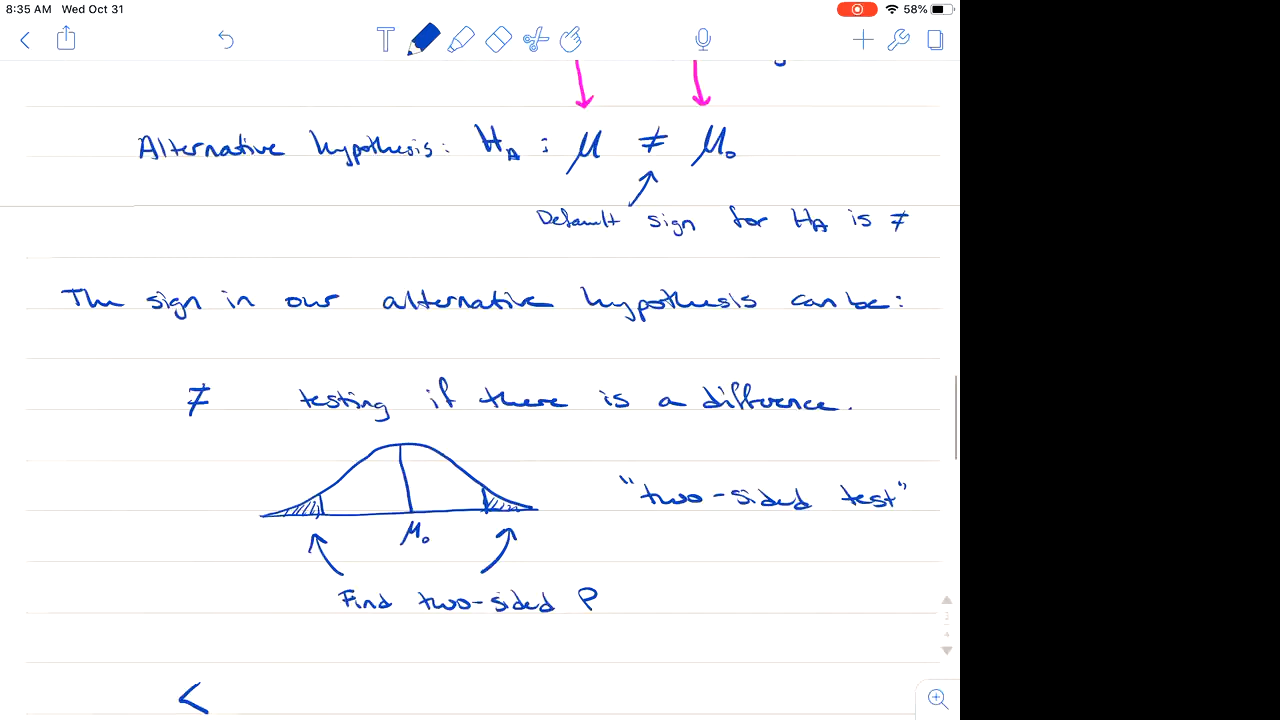 8:35 AM Wed Oct 31
58%
T
Alternative hypothesis: H_A : μ ≠ μ₀
Default sign for H_A is ≠
The sign in our alternative hypothesis can be:
≠ testing if there is a difference.
"two-sided test"
μ₀
Find two-sided P
<